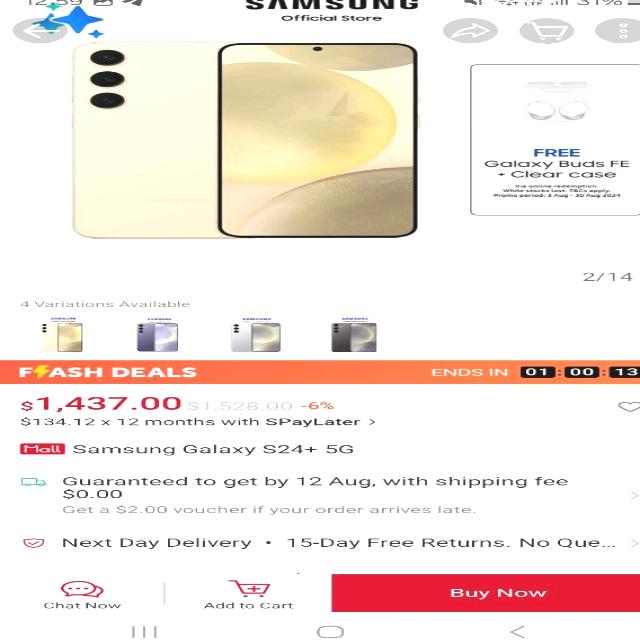 12:59
31%
SAMSUNG
Official Store
FREE
Galaxy Buds FE
+ Clear case
Via online redemption.
While stocks last. T&Cs apply.
Promo period: 3 Aug - 30 Aug 2024
2/14
4 Variations Available
FLASH DEALS
ENDS IN 01:00:13
$1,437.00 $1,528.00 -6%
$134.12 x 12 months with SPayLater >
Mall Samsung Galaxy S24+ 5G
Guaranteed to get by 12 Aug, with shipping fee
$0.00
Get a $2.00 voucher if your order arrives late.
Next Day Delivery • 15-Day Free Returns. No Que...
Chat Now
Add to Cart
Buy Now